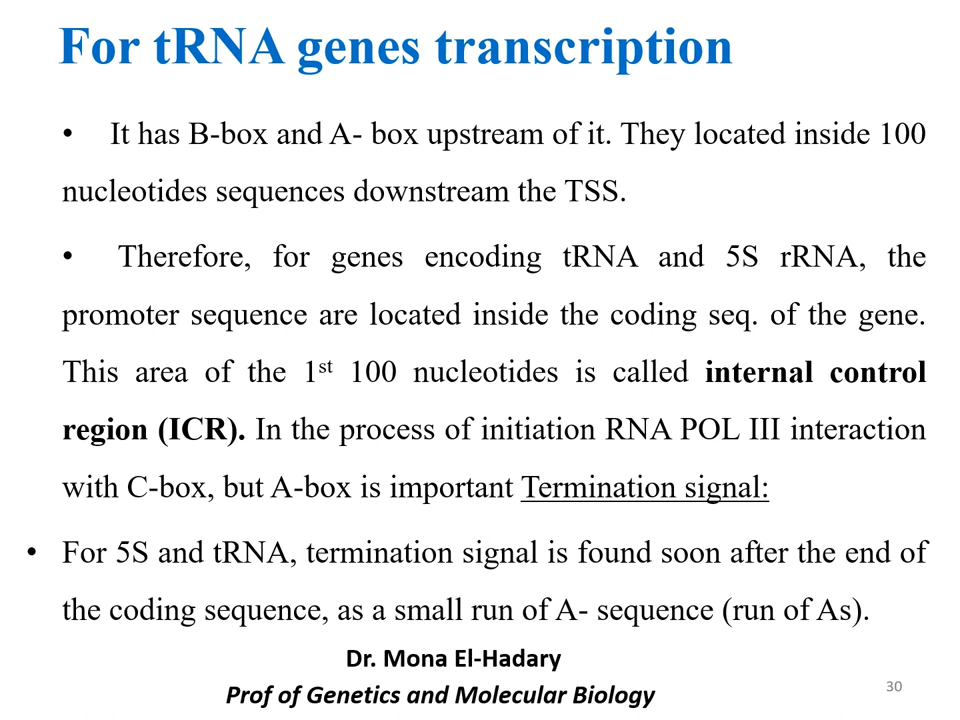 For tRNA genes transcription
• It has B-box and A- box upstream of it. They located inside 100
nucleotides sequences downstream the TSS.
• Therefore, for genes encoding tRNA and 5S rRNA, the
promoter sequence are located inside the coding seq. of the gene.
This area of the 1st 100 nucleotides is called internal control
region (ICR). In the process of initiation RNA POL III interaction
with C-box, but A-box is important Termination signal:
• For 5S and tRNA, termination signal is found soon after the end of
the coding sequence, as a small run of A- sequence (run of As).
Dr. Mona El-Hadary
Prof of Genetics and Molecular Biology
30